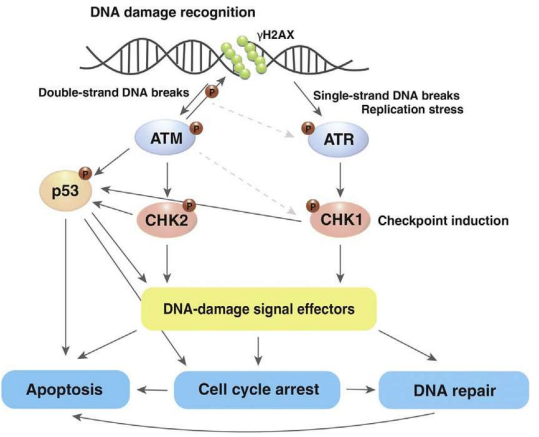 DNA damage recognition
γH2AX
Double-strand DNA breaks
P
Single-strand DNA breaks
Replication stress
ATM
P
P
ATR
p53
P
CHK2
P
P
CHK1
Checkpoint induction
DNA-damage signal effectors
Apoptosis
Cell cycle arrest
DNA repair